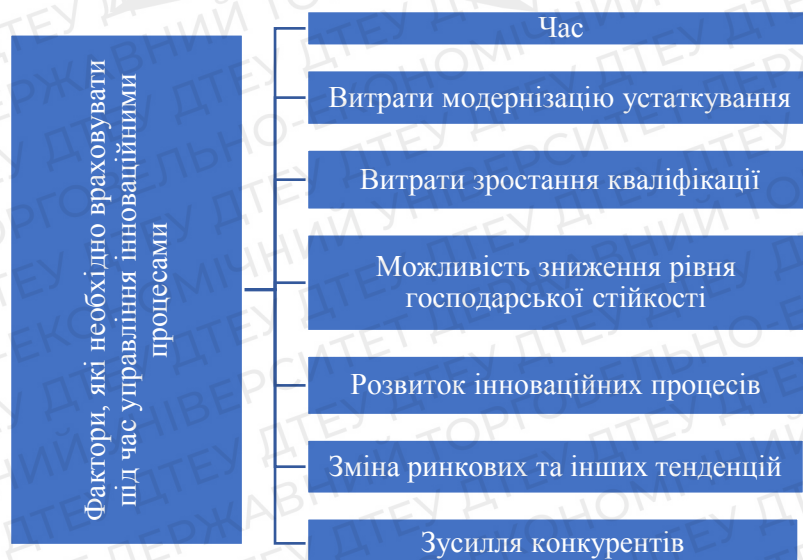 Фактори, які необхідно враховувати
під час управління інноваційними
процесами
Час
Витрати модернізацію устаткування
Витрати зростання кваліфікації
Можливість зниження рівня
господарської стійкості
Розвиток інноваційних процесів
Зміна ринкових та інших тенденцій
Зусилля конкурентів